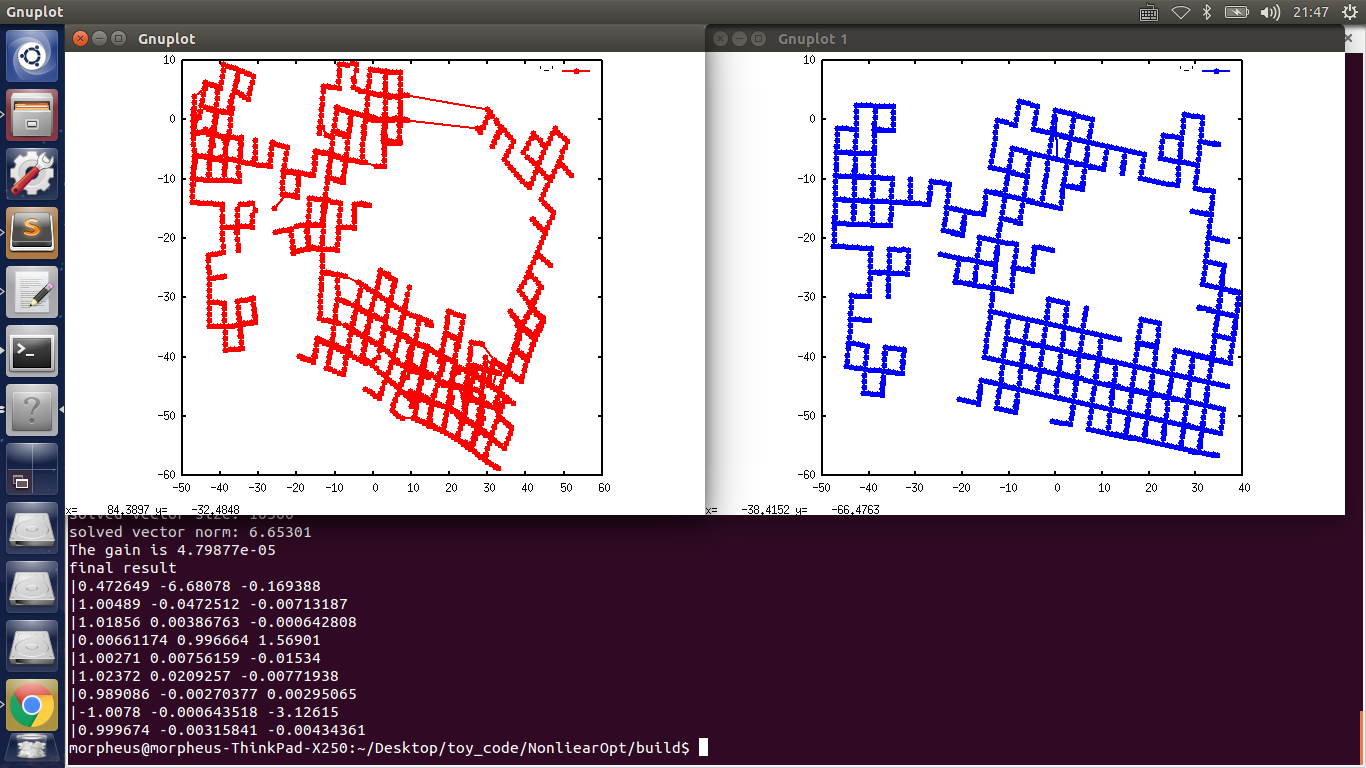 Gnuplot
21:47
Gnuplot
Gnuplot 1
10
0
-10
-20
-30
-40
-50
-60
-50 -40 -30 -20 -10 0 10 20 30 40 50 60
x= 84.3897 y= -32.4848
10
0
-10
-20
-30
-40
-50
-60
-50 -40 -30 -20 -10 0 10 20 30 40
x= -38.4152 y= -66.4763
solved vector size:
solved vector norm: 6.65301
The gain is 4.79877e-05
final result
|0.472649 -6.68078 -0.169388
|1.00489 -0.0472512 -0.00713187
|1.01856 0.00386763 -0.000642808
|0.00661174 0.996664 1.56901
|1.00271 0.00756159 -0.01534
|1.02372 0.0209257 -0.00771938
|0.989086 -0.00270377 0.00295065
|-1.0078 -0.000643518 -3.12615
|0.999674 -0.00315841 -0.00434361
morpheus@morpheus-ThinkPad-X250:~/Desktop/toy_code/NonliearOpt/build$